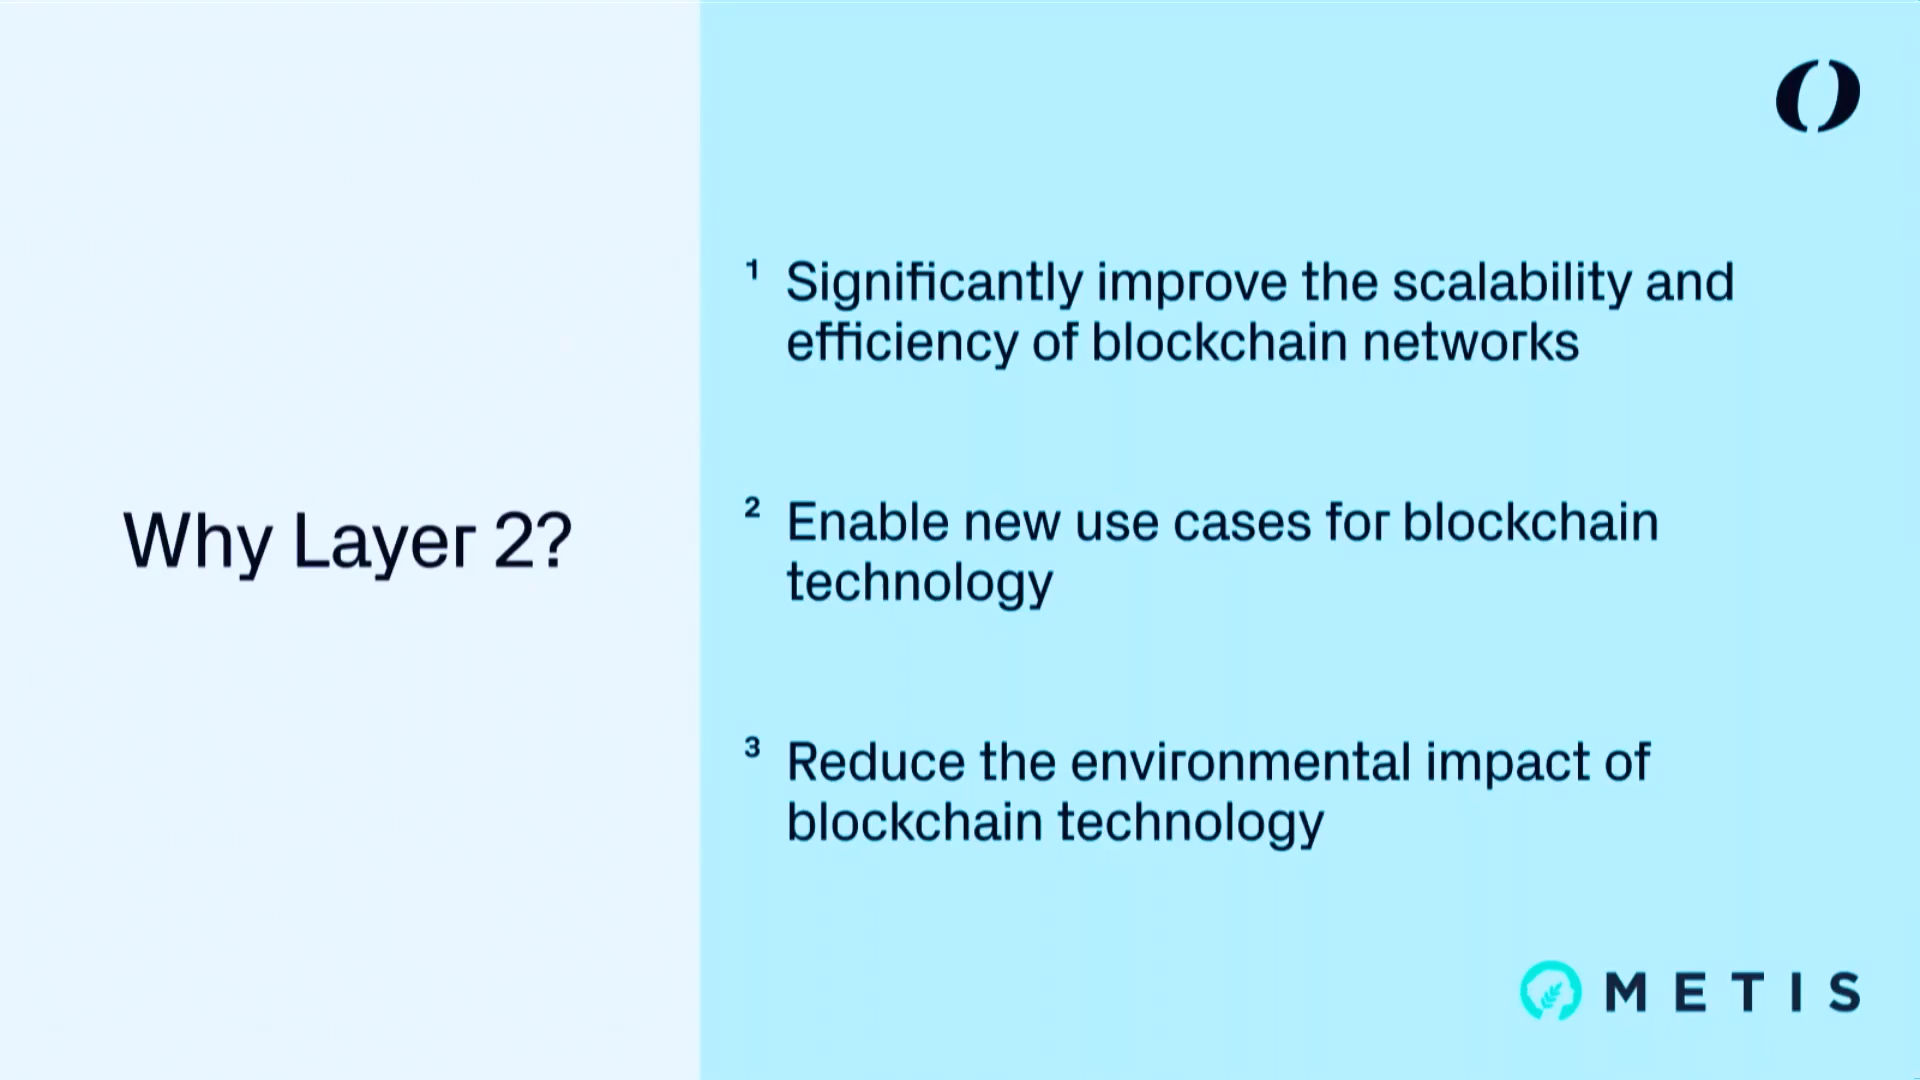 Why Layer 2?
1 Significantly improve the scalability and
efficiency of blockchain networks
2 Enable new use cases for blockchain
technology
3 Reduce the environmental impact of
blockchain technology
METIS